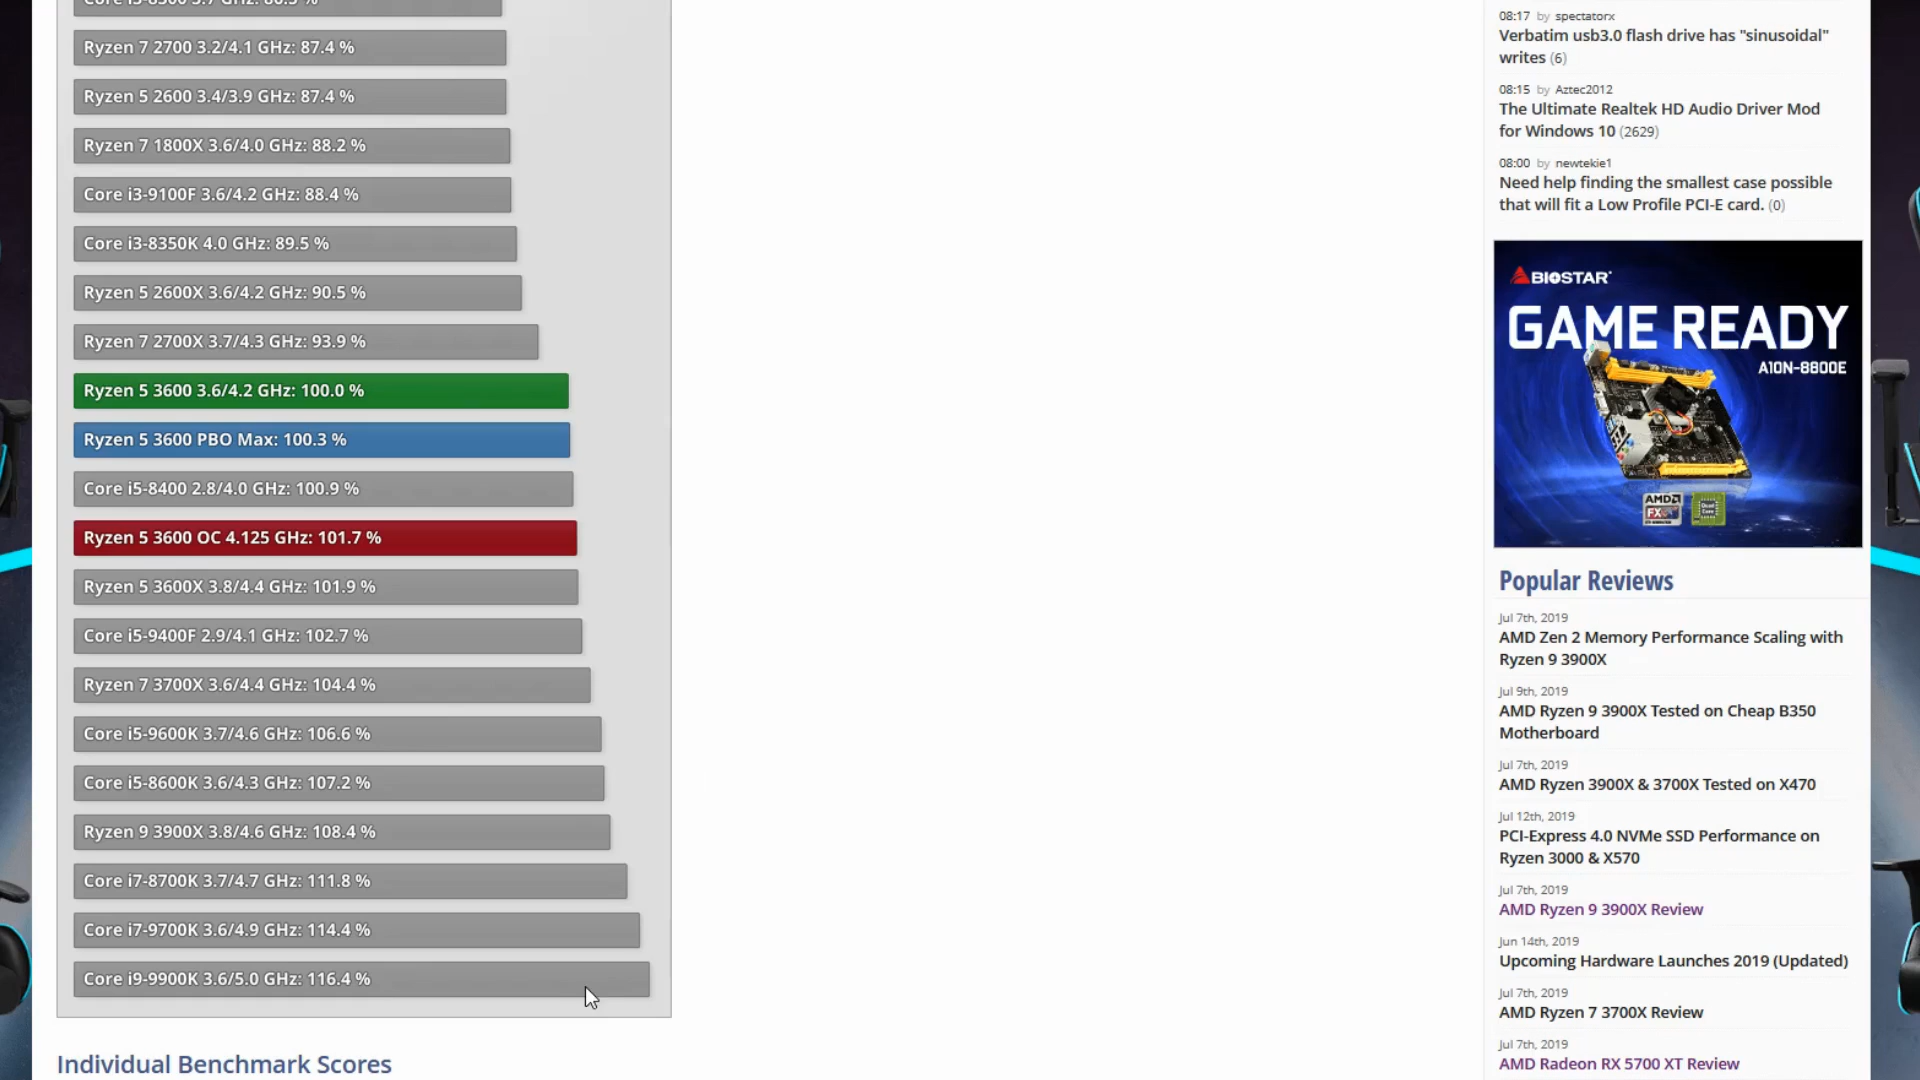 Core i3-8300 3.7 GHz: 86.5 %
Ryzen 7 2700 3.2/4.1 GHz: 87.4 %
Ryzen 5 2600 3.4/3.9 GHz: 87.4 %
Ryzen 7 1800X 3.6/4.0 GHz: 88.2 %
Core i3-9100F 3.6/4.2 GHz: 88.4 %
Core i3-8350K 4.0 GHz: 89.5 %
Ryzen 5 2600X 3.6/4.2 GHz: 90.5 %
Ryzen 7 2700X 3.7/4.3 GHz: 93.9 %
Ryzen 5 3600 3.6/4.2 GHz: 100.0 %
Ryzen 5 3600 PBO Max: 100.3 %
Core i5-8400 2.8/4.0 GHz: 100.9 %
Ryzen 5 3600 OC 4.125 GHz: 101.7 %
Ryzen 5 3600X 3.8/4.4 GHz: 101.9 %
Core i5-9400F 2.9/4.1 GHz: 102.7 %
Ryzen 7 3700X 3.6/4.4 GHz: 104.4 %
Core i5-9600K 3.7/4.6 GHz: 106.6 %
Core i5-8600K 3.6/4.3 GHz: 107.2 %
Ryzen 9 3900X 3.8/4.6 GHz: 108.4 %
Core i7-8700K 3.7/4.7 GHz: 111.8 %
Core i7-9700K 3.6/4.9 GHz: 114.4 %
Core i9-9900K 3.6/5.0 GHz: 116.4 %
Individual Benchmark Scores
08:17 by spectatorx
Verbatim usb3.0 flash drive has "sinusoidal"
writes (6)
08:15 by Aztec2012
The Ultimate Realtek HD Audio Driver Mod
for Windows 10 (2629)
08:00 by newtekie1
Need help finding the smallest case possible
that will fit a Low Profile PCI-E card. (0)
BIOSTAR
GAME READY
A10N-8800E
AMD
FX
Popular Reviews
Jul 7th, 2019
AMD Zen 2 Memory Performance Scaling with
Ryzen 9 3900X
Jul 9th, 2019
AMD Ryzen 9 3900X Tested on Cheap B350
Motherboard
Jul 7th, 2019
AMD Ryzen 3900X & 3700X Tested on X470
Jul 12th, 2019
PCI-Express 4.0 NVMe SSD Performance on
Ryzen 3000 & X570
Jul 7th, 2019
AMD Ryzen 9 3900X Review
Jun 14th, 2019
Upcoming Hardware Launches 2019 (Updated)
Jul 7th, 2019
AMD Ryzen 7 3700X Review
Jul 7th, 2019
AMD Radeon RX 5700 XT Review